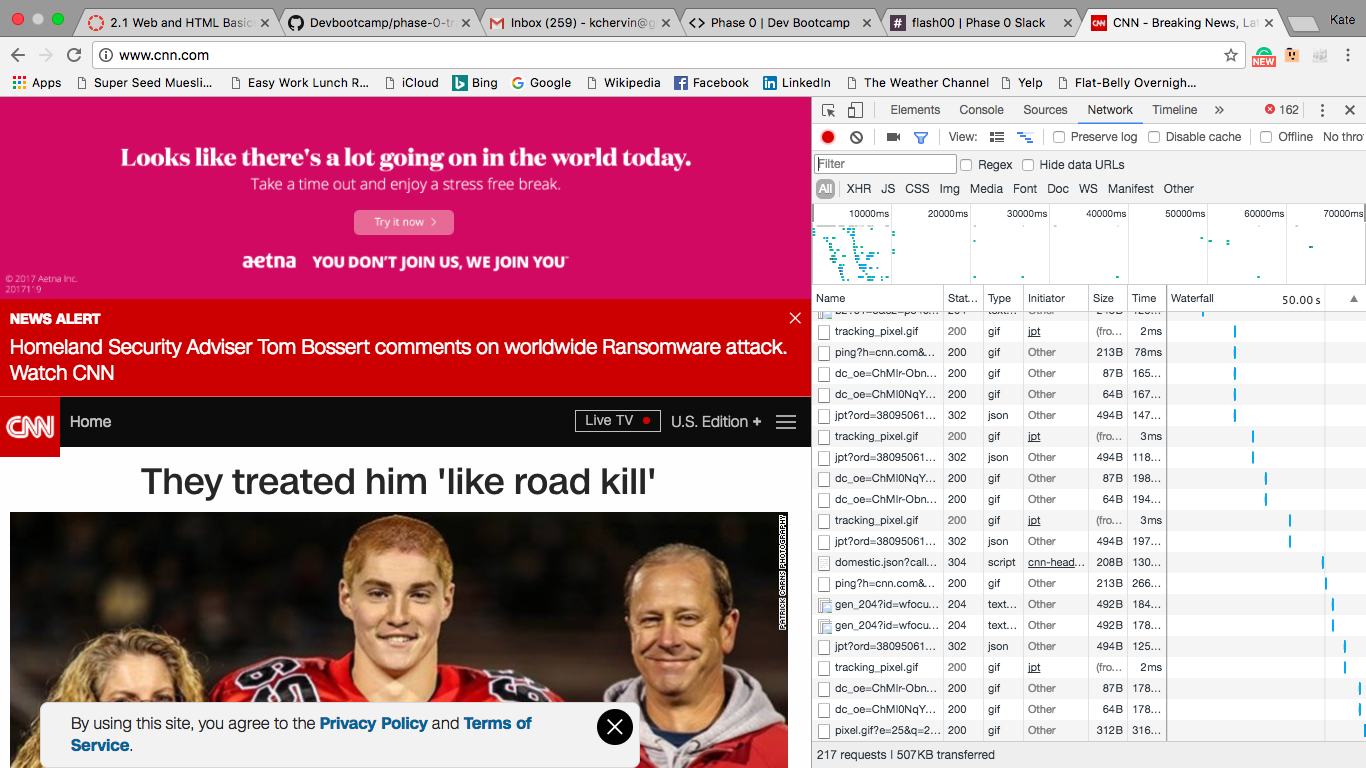 2.1 Web and HTML Basic
Devbootcamp/phase-0-tr
Inbox (259) - kchervin@g
Phase 0 | Dev Bootcamp
flash00 | Phase 0 Slack
CNN - Breaking News, Lat
Kate
www.cnn.com
NEW
Apps
Super Seed Muesli...
Easy Work Lunch R...
iCloud
Bing
Google
Wikipedia
Facebook
LinkedIn
The Weather Channel
Yelp
Flat-Belly Overnigh...
Looks like there's a lot going on in the world today.
Take a time out and enjoy a stress free break.
Try it now >
aetna YOU DON'T JOIN US, WE JOIN YOU℠
© 2017 Aetna Inc.
2017119
NEWS ALERT
Homeland Security Adviser Tom Bossert comments on worldwide Ransomware attack.
Watch CNN
CNN
Home
Live TV
U.S. Edition +
They treated him 'like road kill'
PATRICK CARNS PHOTOGRAPHY
By using this site, you agree to the Privacy Policy and Terms of
Service.
Elements Console Sources Network Timeline » 162
View: Preserve log Disable cache Offline No thro
Filter Regex Hide data URLs
All XHR JS CSS Img Media Font Doc WS Manifest Other
10000ms 20000ms 30000ms 40000ms 50000ms 60000ms 70000ms
Name Stat... Type Initiator Size Time Waterfall 50.00 s
tracking_pixel.gif 200 gif jpt (fro... 2ms
ping?h=cnn.com&... 200 gif Other 213B 78ms
dc_oe=ChMIr-Obn... 200 gif Other 87B 165...
dc_oe=ChMI0NqY... 200 gif Other 64B 167...
jpt?ord=38095061... 302 json Other 494B 147...
tracking_pixel.gif 200 gif jpt (fro... 3ms
jpt?ord=38095061... 302 json Other 494B 118...
dc_oe=ChMI0NqY... 200 gif Other 87B 198...
dc_oe=ChMIr-Obn... 200 gif Other 64B 194...
tracking_pixel.gif 200 gif jpt (fro... 3ms
jpt?ord=38095061... 302 json Other 494B 197...
domestic.json?call... 304 script cnn-head... 208B 130...
ping?h=cnn.com&... 200 gif Other 213B 266...
gen_204?id=wfocu... 204 text... Other 492B 184...
gen_204?id=wfocu... 204 text... Other 492B 178...
jpt?ord=38095061... 302 json Other 494B 125...
tracking_pixel.gif 200 gif jpt (fro... 2ms
dc_oe=ChMIr-Obn... 200 gif Other 87B 178...
dc_oe=ChMI0NqY... 200 gif Other 64B 178...
pixel.gif?e=25&q=2... 200 gif Other 312B 316...
217 requests | 507KB transferred